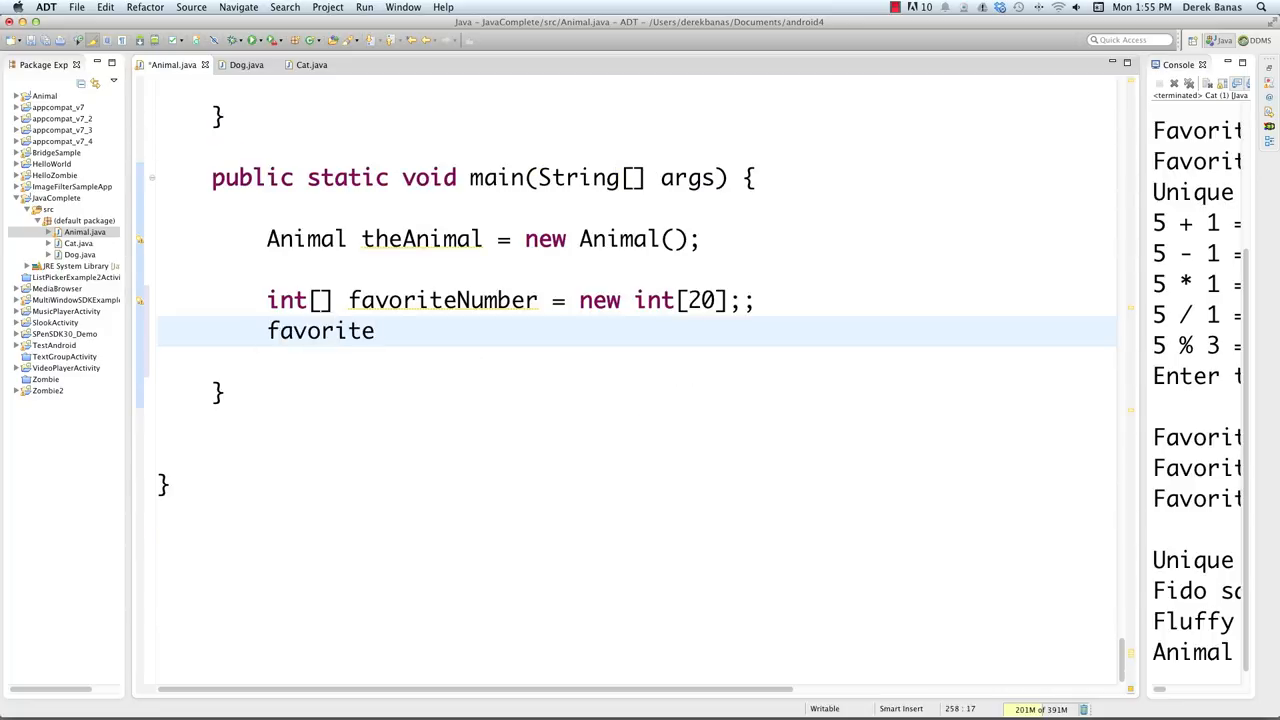 ADT File Edit Refactor Source Navigate Search Project Run Window Help 10 Mon 1:55 PM Derek Banas
Java - JavaComplete/src/Animal.java - ADT - /Users/derekbanas/Documents/android4
Quick Access Java DDMS
Package Exp
*Animal.java Dog.java Cat.java
Console
<terminated> Cat (1) [Java
Animal
appcompat_v7
appcompat_v7_2
appcompat_v7_3
appcompat_v7_4
BridgeSample
HelloWorld
HelloZombie
ImageFilterSampleApp
JavaComplete
src
(default package)
Animal.java
Cat.java
Dog.java
JRE System Library [Ja
ListPickerExample2Activi
MediaBrowser
MultiWindowSDKExample
MusicPlayerActivity
SlookActivity
SPenSDK30_Demo
TestAndroid
TextGroupActivity
VideoPlayerActivity
Zombie
Zombie2
}
public static void main(String[] args) {
Animal theAnimal = new Animal();
int[] favoriteNumber = new int[20];;
favorite
}
}
Favorit
Favorit
Unique
5 + 1 =
5 - 1 =
5 * 1 =
5 / 1 =
5 % 3 =
Enter t
Favorit
Favorit
Favorit
Unique
Fido sa
Fluffy
Animal
Writable Smart Insert 258 : 17 201M of 391M